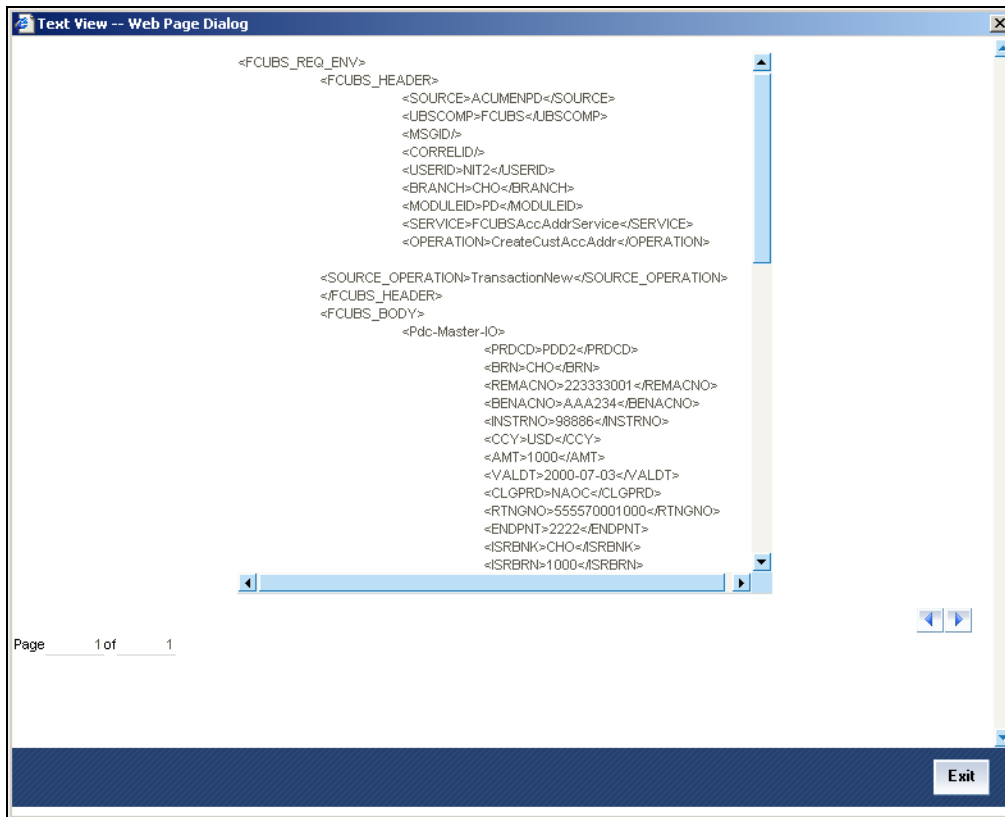 Text View -- Web Page Dialog
<FCUBS_REQ_ENV>
<FCUBS_HEADER>
<SOURCE>ACUMENPD</SOURCE>
<UBSCOMP>FCUBS</UBSCOMP>
<MSGID/>
<CORRELID/>
<USERID>NIT2</USERID>
<BRANCH>CHO</BRANCH>
<MODULEID>PD</MODULEID>
<SERVICE>FCUBSAccAddrService</SERVICE>
<OPERATION>CreateCustAccAddr</OPERATION>
<SOURCE_OPERATION>TransactionNew</SOURCE_OPERATION>
</FCUBS_HEADER>
<FCUBS_BODY>
<Pdc-Master-IO>
<PRDCD>PDD2</PRDCD>
<BRN>CHO</BRN>
<REMACNO>223333001</REMACNO>
<BENACNO>AAA234</BENACNO>
<INSTRNO>98886</INSTRNO>
<CCY>USD</CCY>
<AMT>1000</AMT>
<VALDT>2000-07-03</VALDT>
<CLGPRD>NAOC</CLGPRD>
<RTNGNO>555570001000</RTNGNO>
<ENDPNT>2222</ENDPNT>
<ISRBNK>CHO</ISRBNK>
<ISRBRN>1000</ISRBRN>
Page 1 of 1
Exit